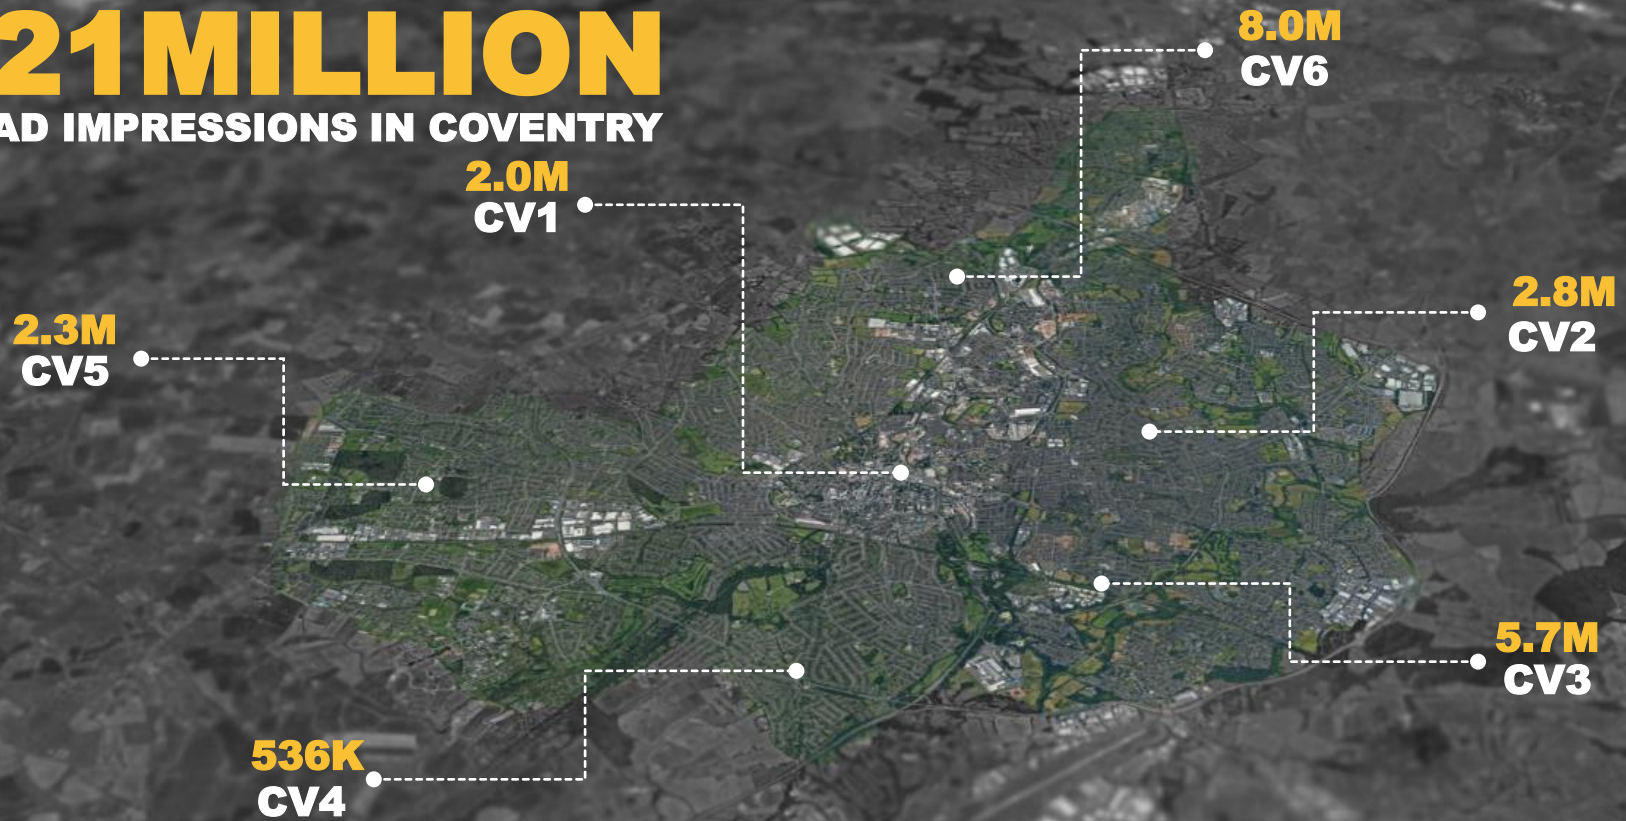 21MILLION
AD IMPRESSIONS IN COVENTRY
8.0M
CV6
2.0M
CV1
2.8M
CV2
2.3M
CV5
5.7M
CV3
536K
CV4